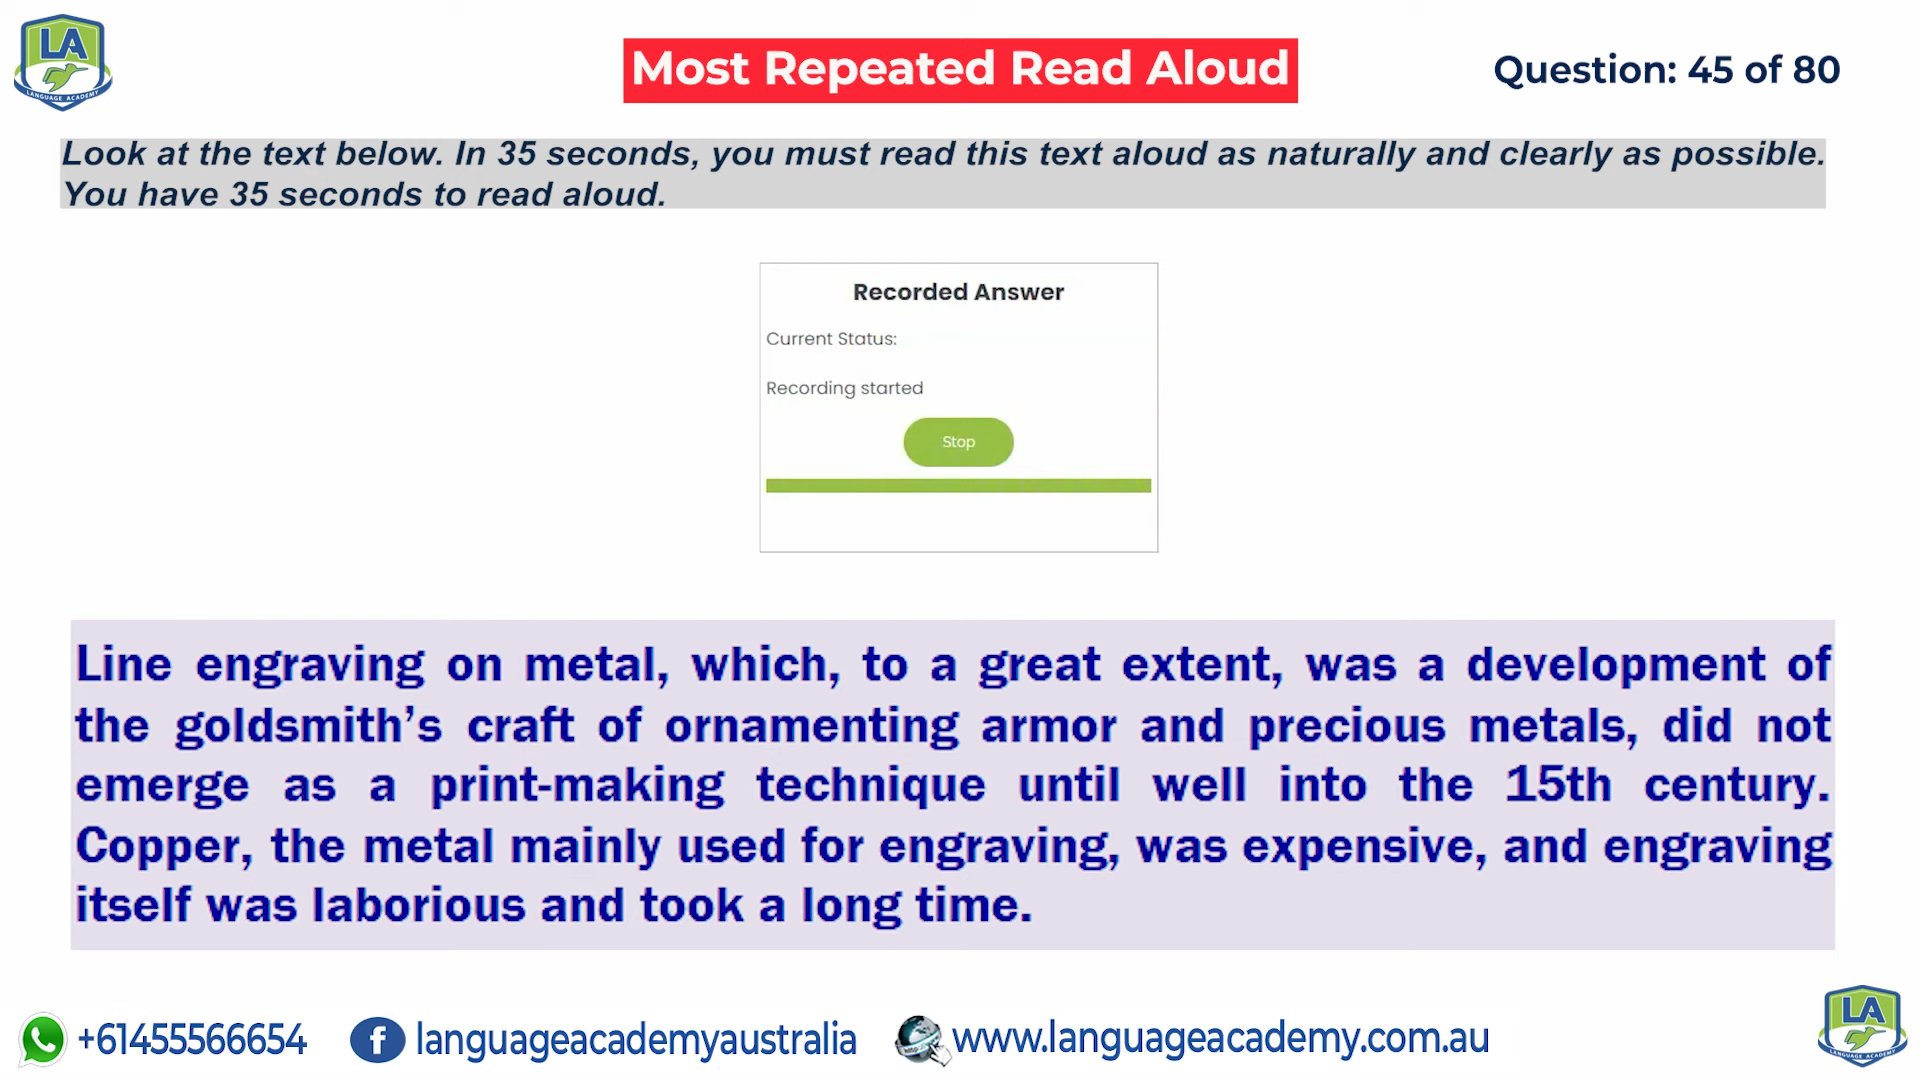 LA
LANGUAGE ACADEMY
Most Repeated Read Aloud
Question: 45 of 80
Look at the text below. In 35 seconds, you must read this text aloud as naturally and clearly as possible.
You have 35 seconds to read aloud.
Recorded Answer
Current Status:
Recording started
Stop
Line engraving on metal, which, to a great extent, was a development of
the goldsmith’s craft of ornamenting armor and precious metals, did not
emerge as a print-making technique until well into the 15th century.
Copper, the metal mainly used for engraving, was expensive, and engraving
itself was laborious and took a long time.
+61455566654
f languageacademyaustralia
www.languageacademy.com.au
LA
LANGUAGE ACADEMY